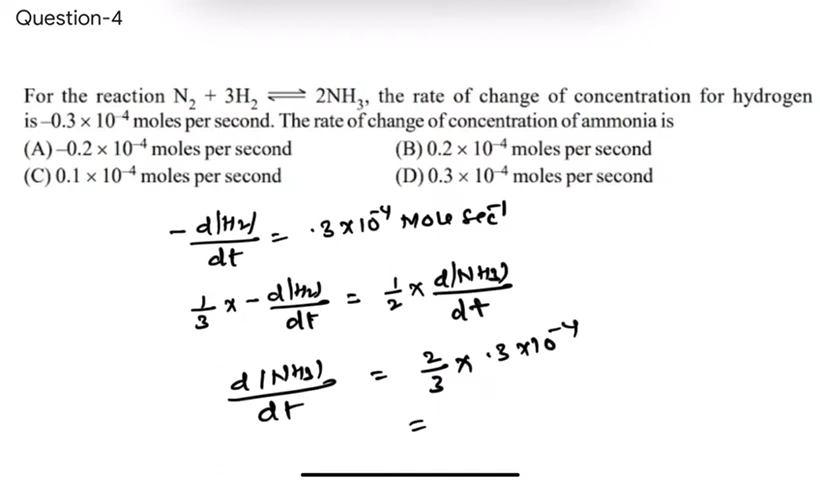 Question-4
For the reaction N₂ + 3H₂ ⇌ 2NH₃, the rate of change of concentration for hydrogen
is –0.3 × 10⁻⁴ moles per second. The rate of change of concentration of ammonia is
(A) –0.2 × 10⁻⁴ moles per second (B) 0.2 × 10⁻⁴ moles per second
(C) 0.1 × 10⁻⁴ moles per second (D) 0.3 × 10⁻⁴ moles per second
- d[H₂]/dt = .3×10⁻⁴ Mole Sec⁻¹
1/3 × - d[H₂]/dt = 1/2 × d[NH₃]/dt
d[NH₃]/dt = 2/3 × .3×10⁻⁴
=